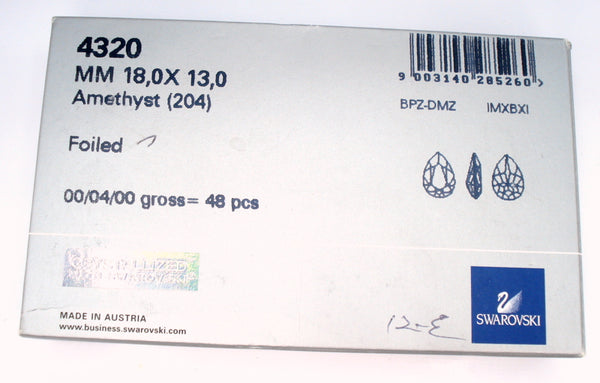 4320
MM 18,0X 13,0
Amethyst (204)
Foiled
00/04/00 gross= 48 pcs
9 003140 285260 >
BPZ-DMZ IMXBXI
MADE IN AUSTRIA
www.business.swarovski.com
12-E
SWAROVSKI